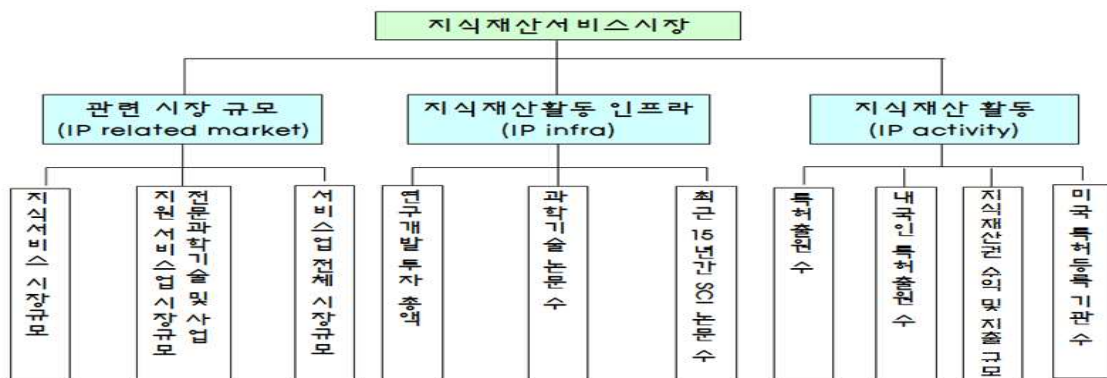 지식재산서비스시장
관련 시장 규모
(IP related market)
지식재산활동 인프라
(IP infra)
지식재산 활동
(IP activity)
지식서비스 시장규모
전문과학기술 및 사업
지원 서비스업 시장규모
서비스업 전체 시장규모
연구개발 투자 총액
과학기술 논문 수
최근 15년간 SCI 논문 수
특허출원 수
내국인 특허출원 수
지식재산권 수익 및 지출 규모
미국 특허등록 기관 수